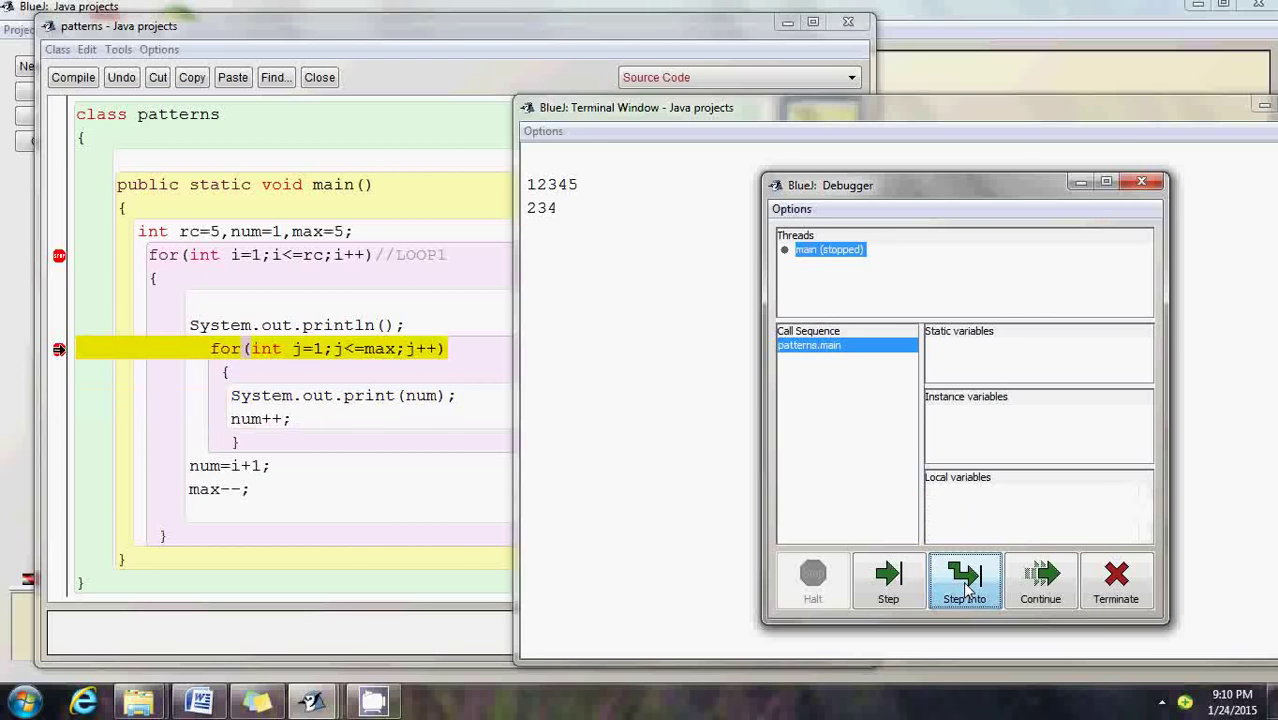 BlueJ: Java projects
patterns - Java projects
Class Edit Tools Options
Compile Undo Cut Copy Paste Find... Close Source Code
class patterns
{
public static void main()
{
int rc=5,num=1,max=5;
for(int i=1;i<=rc;i++)//LOOP1
{
System.out.println();
for(int j=1;j<=max;j++)
{
System.out.print(num);
num++;
}
num=i+1;
max--;
}
}
}
BlueJ: Terminal Window - Java projects
Options
12345
234
BlueJ: Debugger
Options
Threads
main (stopped)
Call Sequence
patterns.main
Static variables
Instance variables
Local variables
Halt Step Step Into Continue Terminate
9:10 PM
1/24/2015